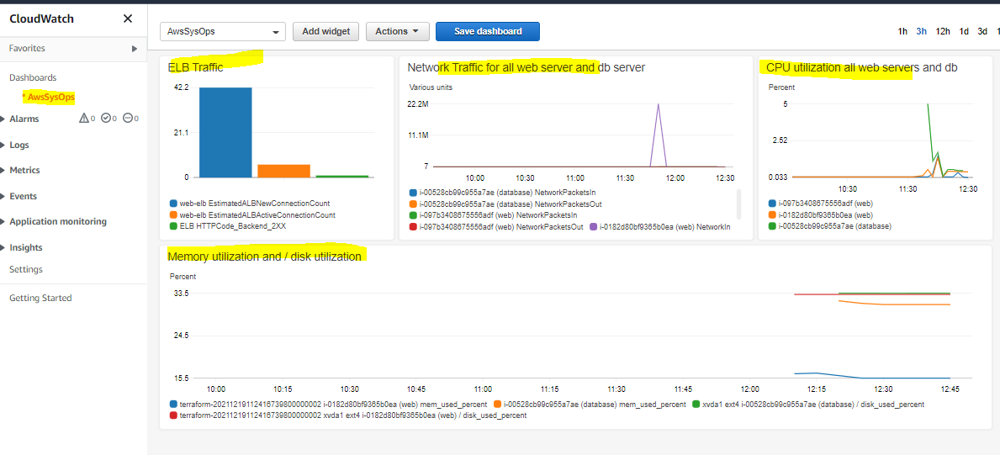 CloudWatch ✕
Favorites
Dashboards
* AwsSysOps
Alarms 0 0 0
Logs
Metrics
Events
Application monitoring
Insights
Settings
Getting Started
AwsSysOps Add widget Actions Save dashboard 1h 3h 12h 1d 3d
ELB Traffic
42.2
21.1
0
web-elb EstimatedALBNewConnectionCount
web-elb EstimatedALBActiveConnectionCount
ELB HTTPCode_Backend_2XX
Network Traffic for all web server and db server
Various units
22.2M
11.1M
7
10:00 10:30 11:00 11:30 12:00 12:30
i-00528cb99c955a7ae (database) NetworkPacketsIn
i-00528cb99c955a7ae (database) NetworkPacketsOut
i-097b3408675556adf (web) NetworkPacketsIn
i-097b3408675556adf (web) NetworkPacketsOut i-0182d80bf9365b0ea (web) NetworkIn
CPU utilization all web servers and db
Percent
5
2.52
0.033
10:30 11:30 12:30
i-097b3408675556adf (web)
i-0182d80bf9365b0ea (web)
i-00528cb99c955a7ae (database)
Memory utilization and / disk utilization
Percent
33.5
24.5
15.5
10:00 10:15 10:30 10:45 11:00 11:15 11:30 11:45 12:00 12:15 12:30 12:45
terraform-20211219112416739800000002 i-0182d80bf9365b0ea (web) mem_used_percent i-00528cb99c955a7ae (database) mem_used_percent xvda1 ext4 i-00528cb99c955a7ae (database) / disk_used_percent
terraform-20211219112416739800000002 xvda1 ext4 i-0182d80bf9365b0ea (web) / disk_used_percent